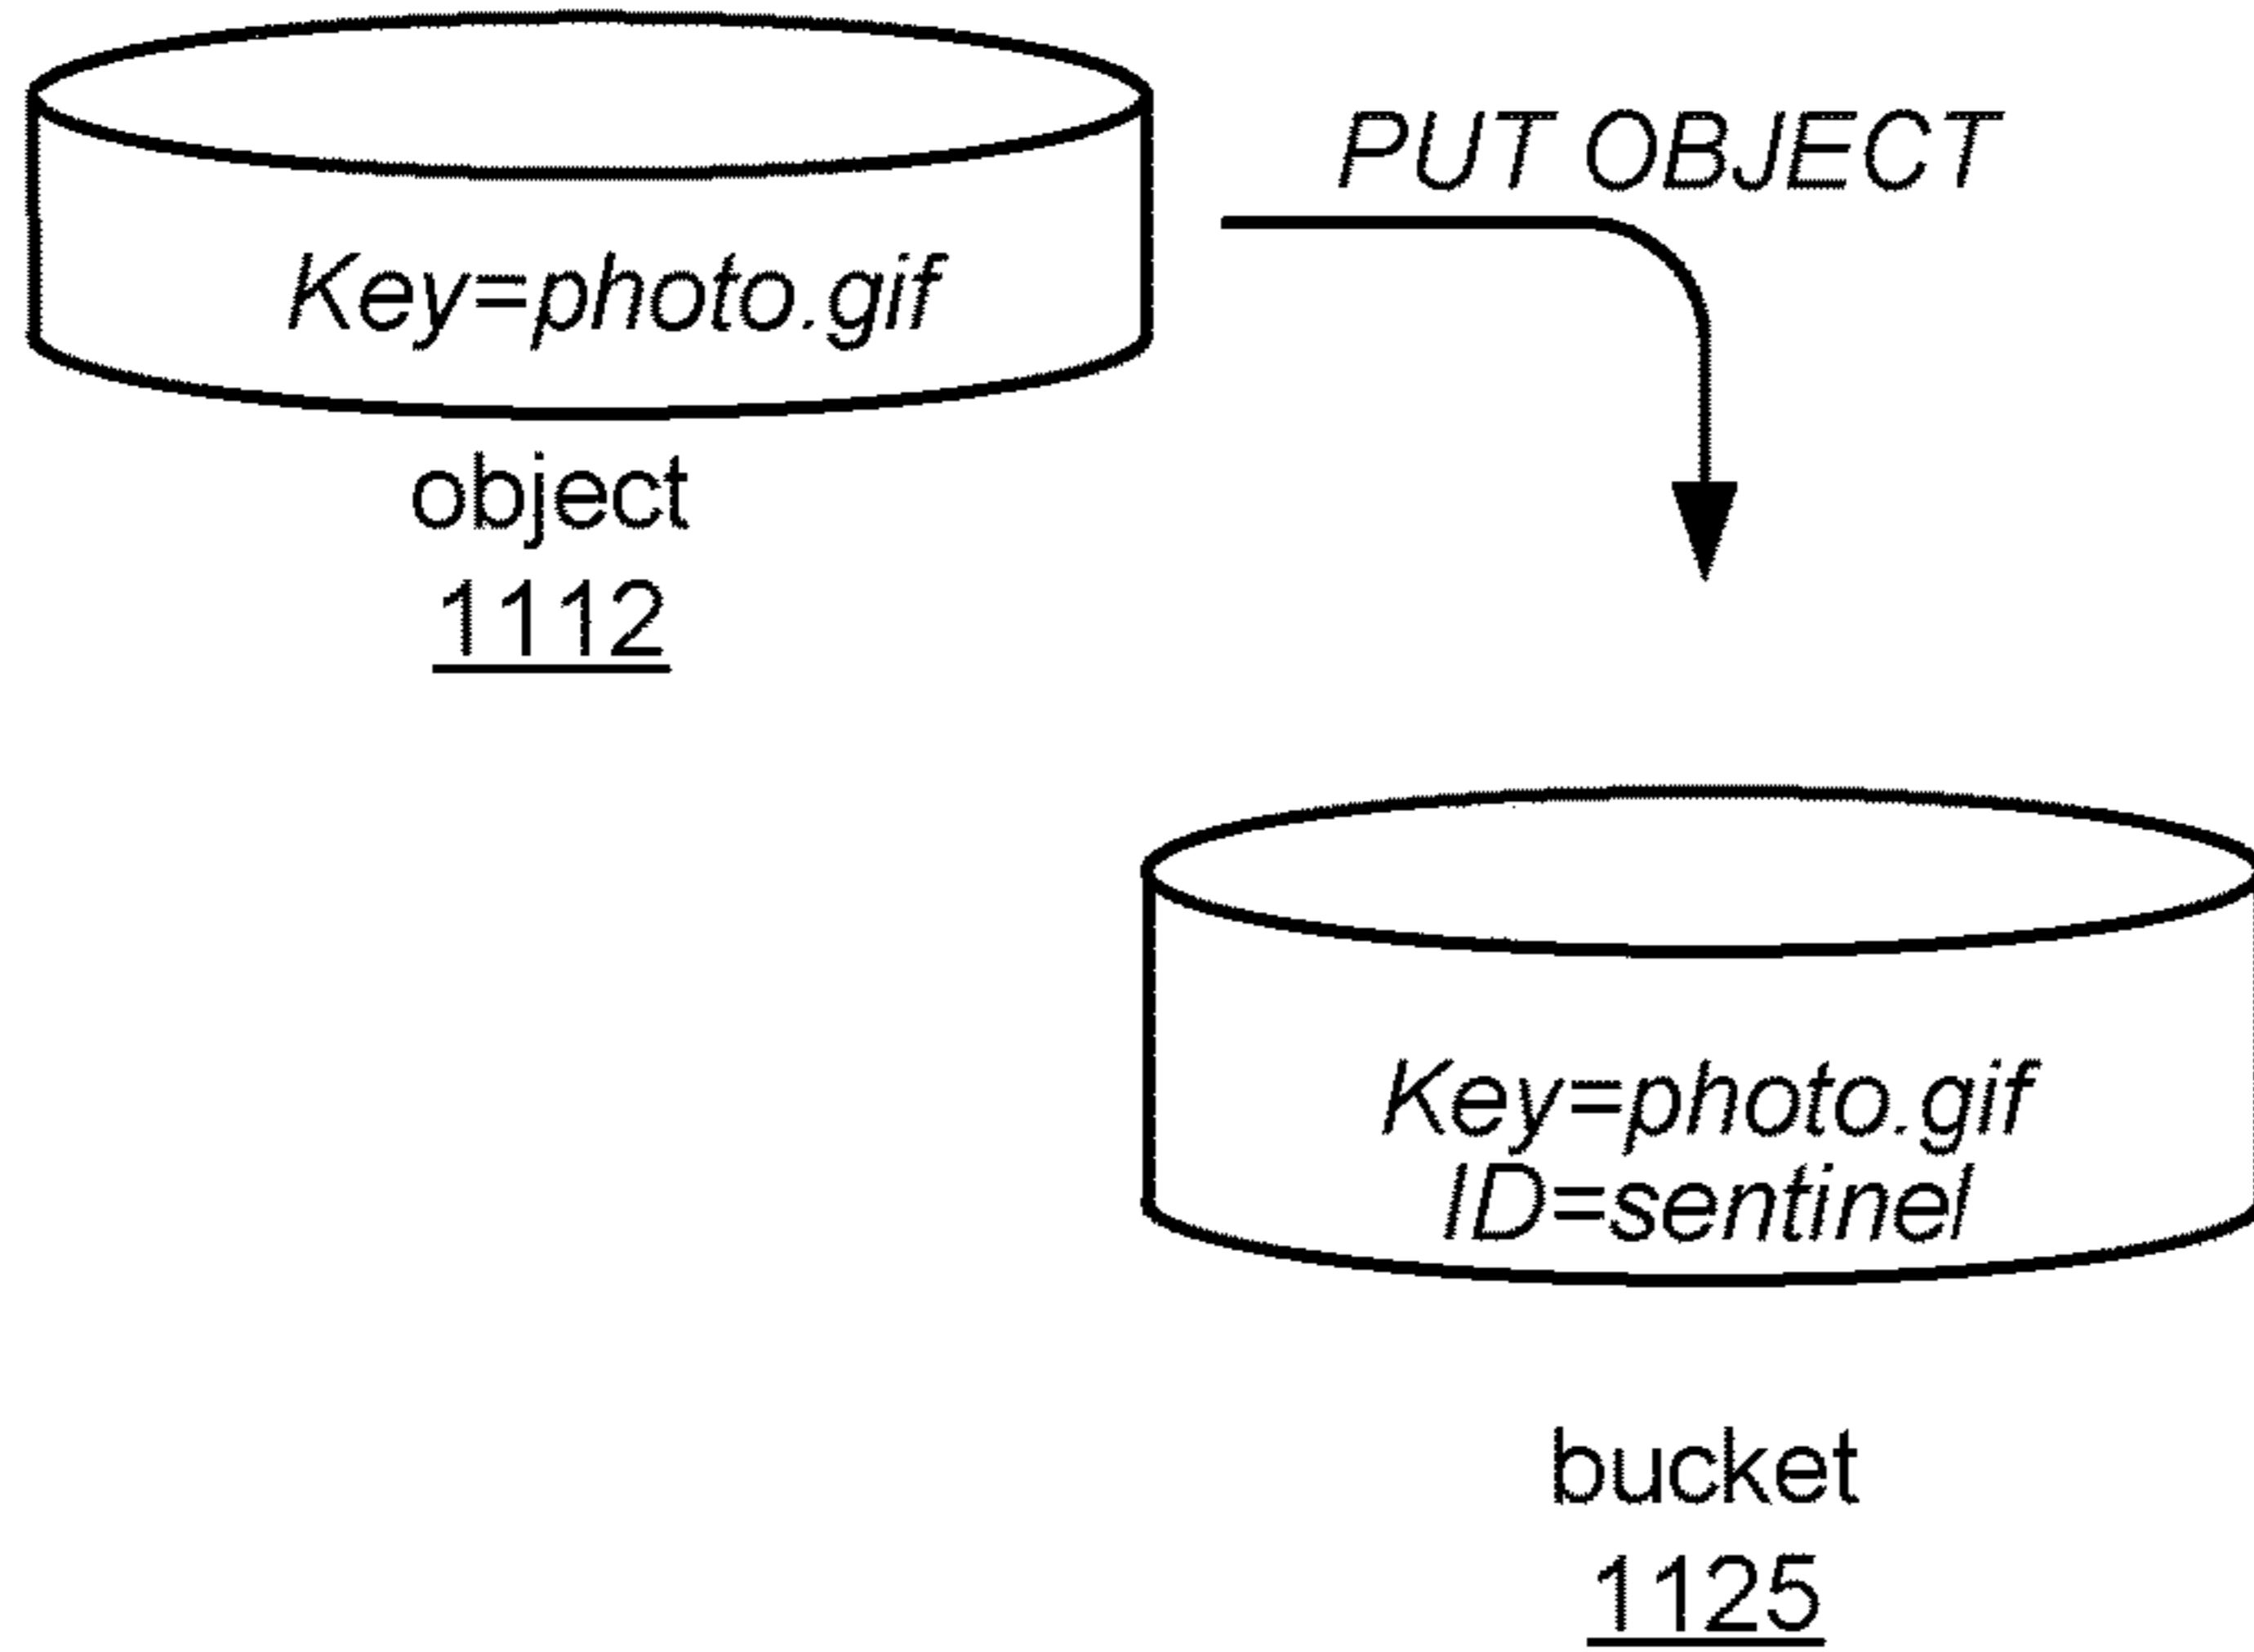 PUT OBJECT
Key=photo.gif
object
1112
Key=photo.gif
ID=sentinel
bucket
1125